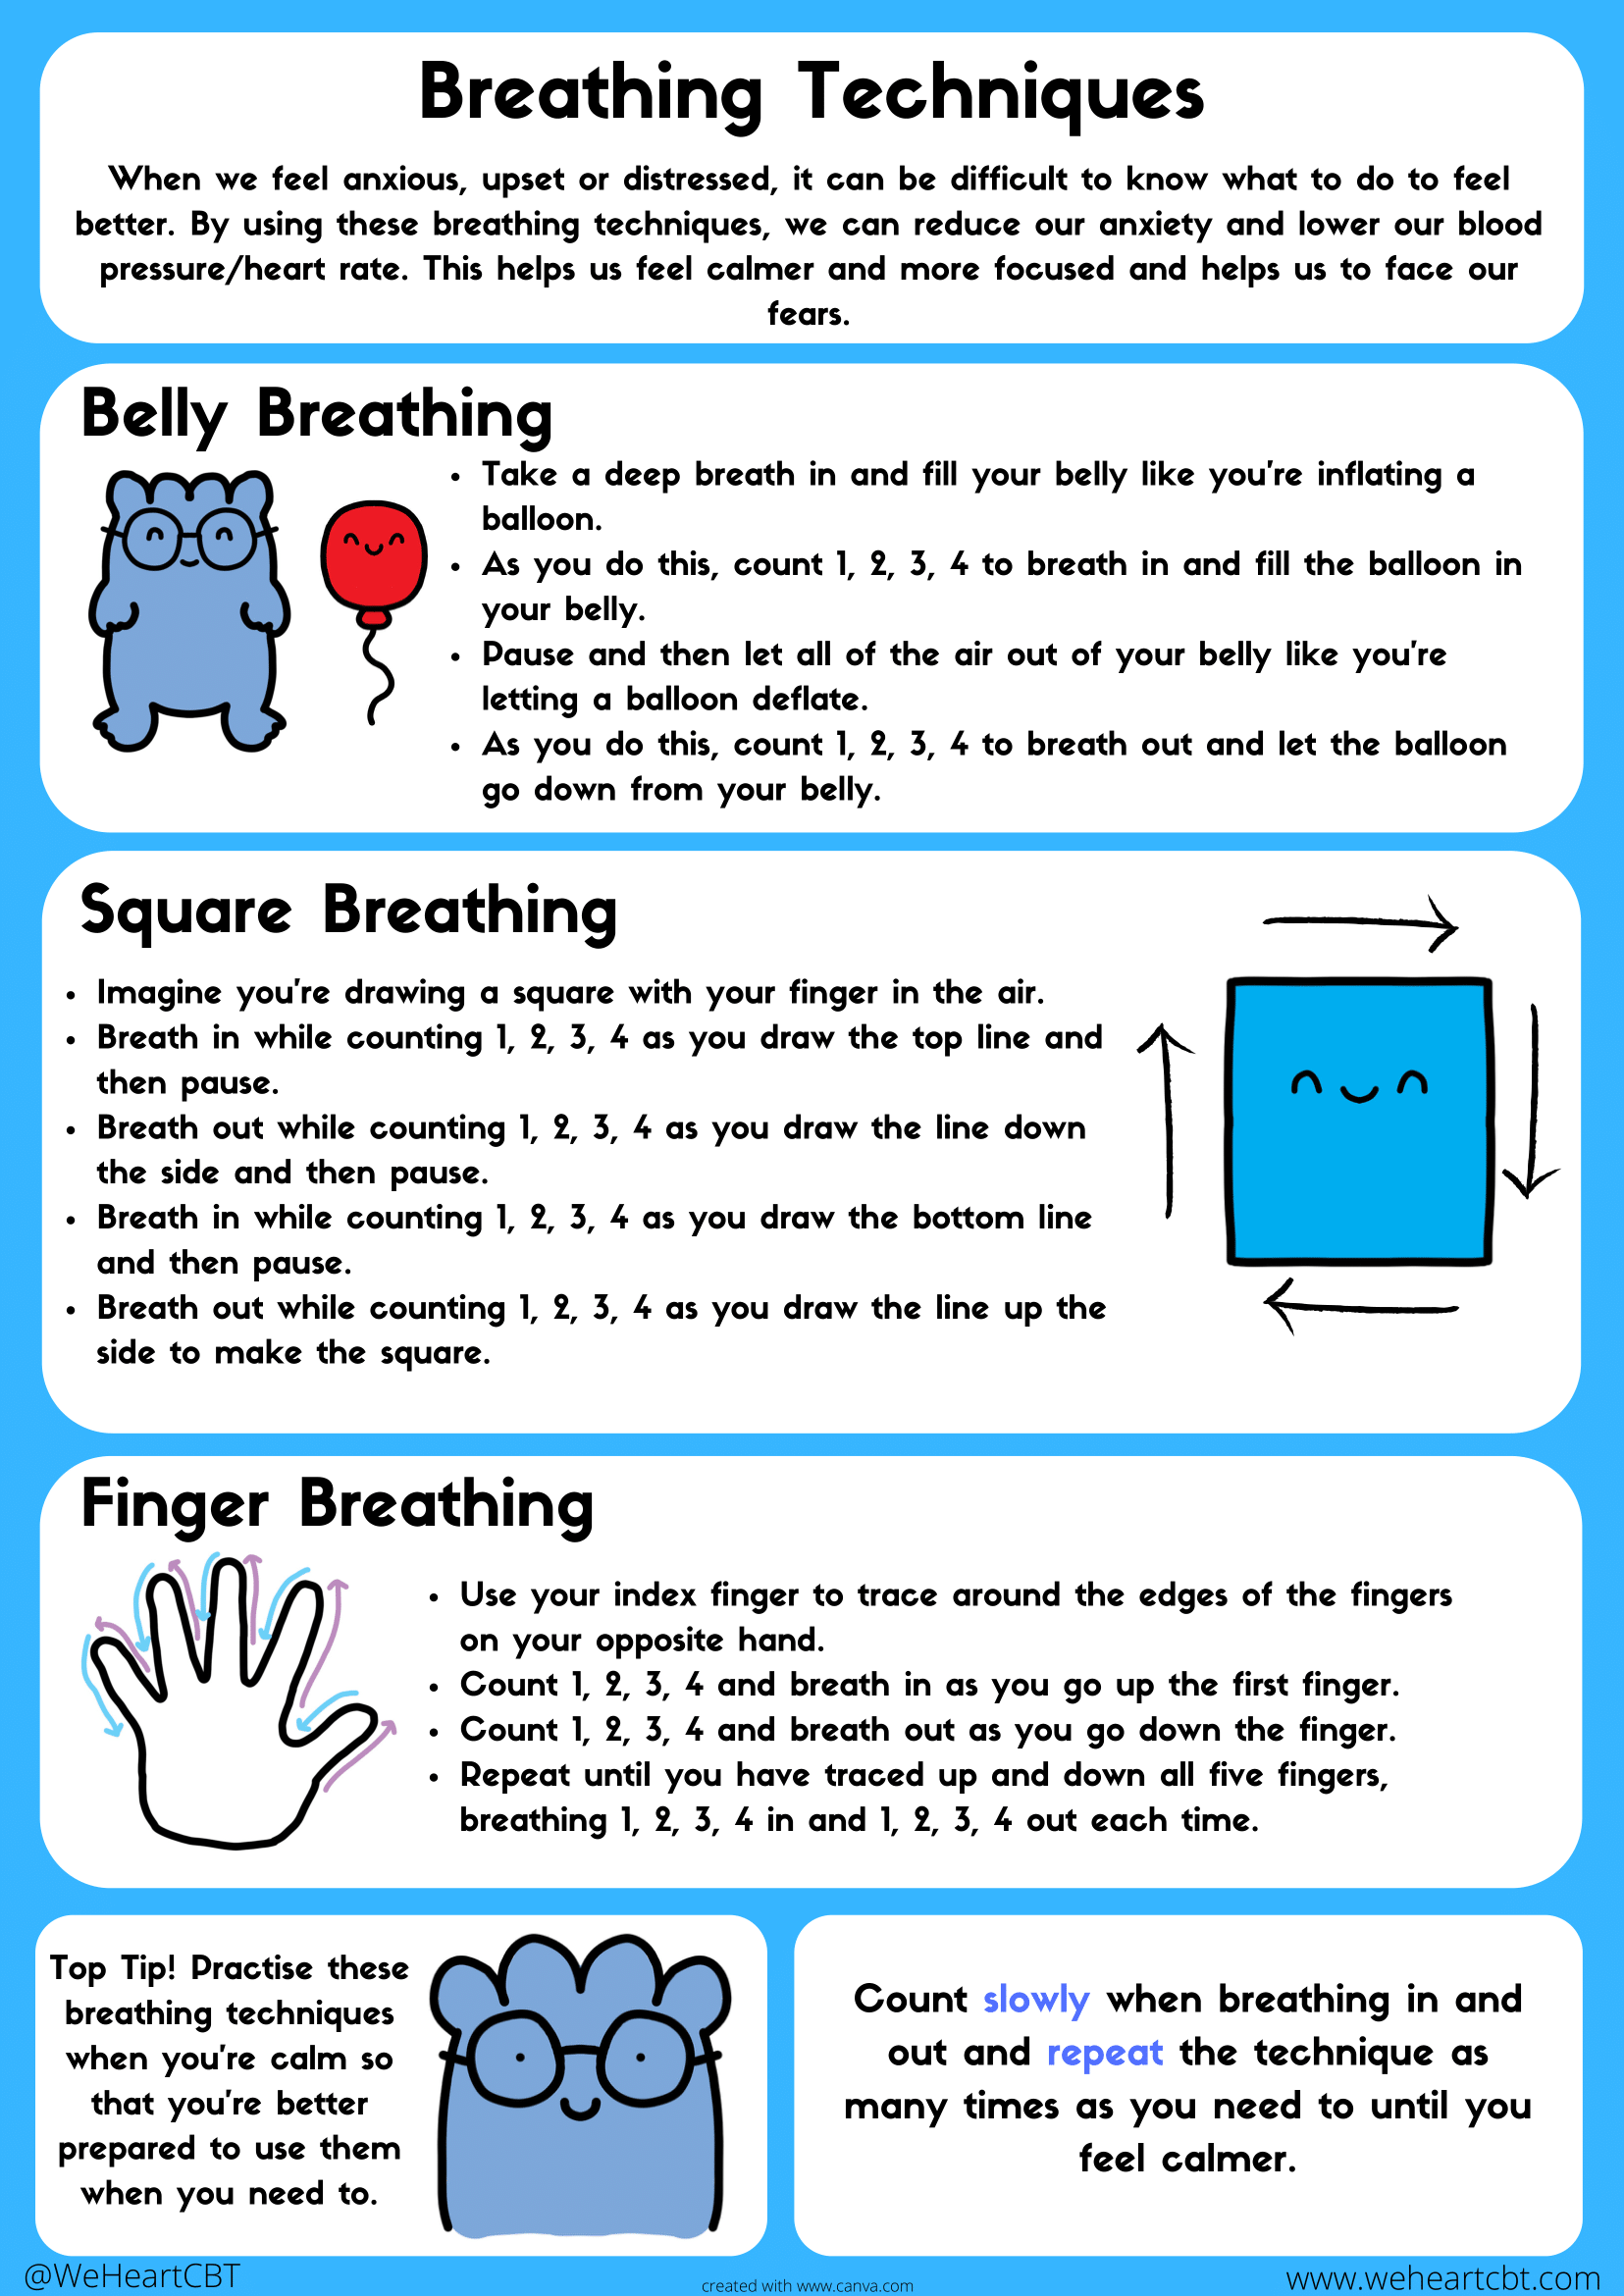 Breathing Techniques
When we feel anxious, upset or distressed, it can be difficult to know what to do to feel
better. By using these breathing techniques, we can reduce our anxiety and lower our blood
pressure/heart rate. This helps us feel calmer and more focused and helps us to face our
fears.
Belly Breathing
• Take a deep breath in and fill your belly like you're inflating a
balloon.
• As you do this, count 1, 2, 3, 4 to breath in and fill the balloon in
your belly.
• Pause and then let all of the air out of your belly like you're
letting a balloon deflate.
• As you do this, count 1, 2, 3, 4 to breath out and let the balloon
go down from your belly.
Square Breathing
• Imagine you're drawing a square with your finger in the air.
• Breath in while counting 1, 2, 3, 4 as you draw the top line and
then pause.
• Breath out while counting 1, 2, 3, 4 as you draw the line down
the side and then pause.
• Breath in while counting 1, 2, 3, 4 as you draw the bottom line
and then pause.
• Breath out while counting 1, 2, 3, 4 as you draw the line up the
side to make the square.
Finger Breathing
• Use your index finger to trace around the edges of the fingers
on your opposite hand.
• Count 1, 2, 3, 4 and breath in as you go up the first finger.
• Count 1, 2, 3, 4 and breath out as you go down the finger.
• Repeat until you have traced up and down all five fingers,
breathing 1, 2, 3, 4 in and 1, 2, 3, 4 out each time.
Top Tip! Practise these
breathing techniques
when you're calm so
that you're better
prepared to use them
when you need to.
Count slowly when breathing in and
out and repeat the technique as
many times as you need to until you
feel calmer.
@WeHeartCBT
created with www.canva.com
www.weheartcbt.com